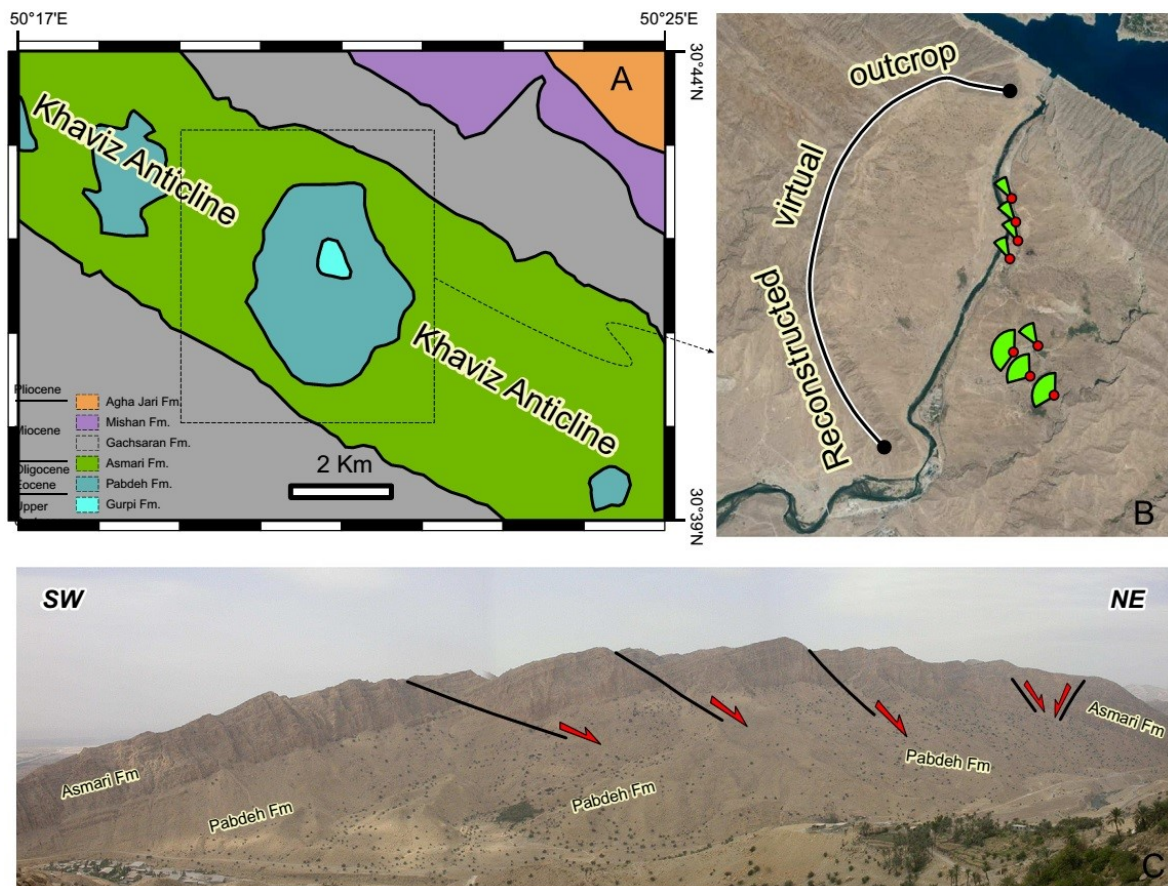 50°17'E
50°25'E
A
30°44'N
30°39'N
Khaviz Anticline
Khaviz Anticline
Pliocene
Miocene
Oligocene
Eocene
Upper
Agha Jari Fm.
Mishan Fm.
Gachsaran Fm.
Asmari Fm.
Pabdeh Fm.
Gurpi Fm.
2 Km
outcrop
virtual
Reconstructed
B
SW
NE
Asmari Fm
Pabdeh Fm
Pabdeh Fm
Pabdeh Fm
Asmari Fm
C